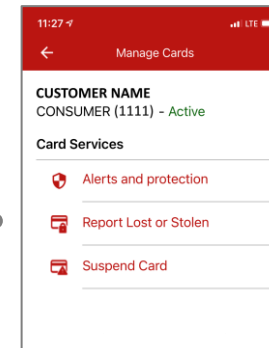 11:27
LTE
Manage Cards
CUSTOMER NAME
CONSUMER (1111) - Active
Card Services
Alerts and protection
Report Lost or Stolen
Suspend Card